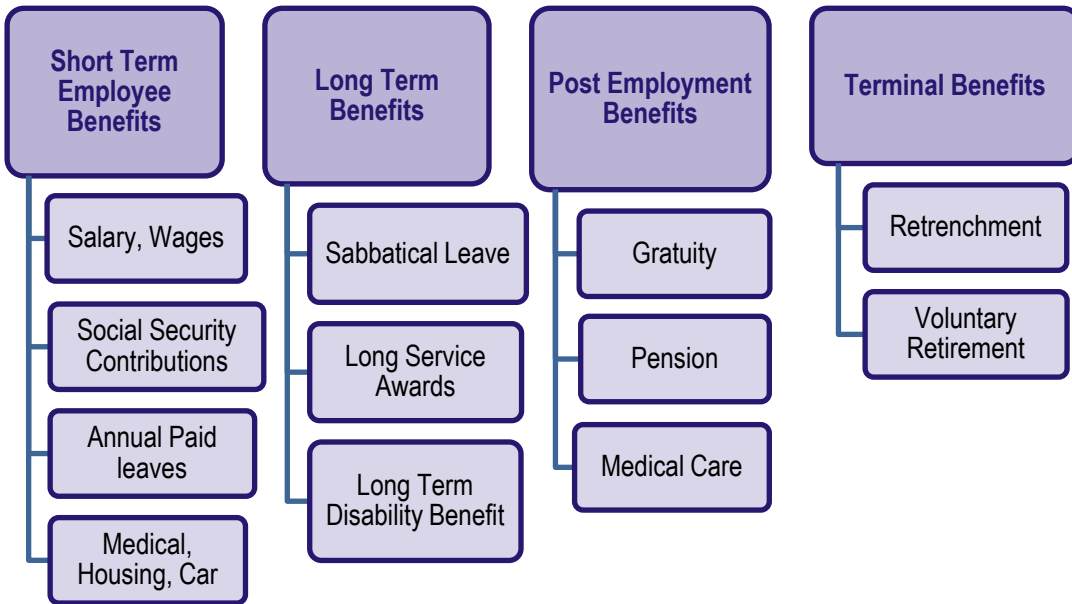 Short Term
Employee
Benefits
Salary, Wages
Social Security
Contributions
Annual Paid
leaves
Medical,
Housing, Car
Long Term
Benefits
Sabbatical Leave
Long Service
Awards
Long Term
Disability Benefit
Post Employment
Benefits
Gratuity
Pension
Medical Care
Terminal Benefits
Retrenchment
Voluntary
Retirement